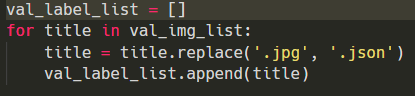 val_label_list = []
for title in val_img_list:
    title = title.replace('.jpg', '.json')
    val_label_list.append(title)